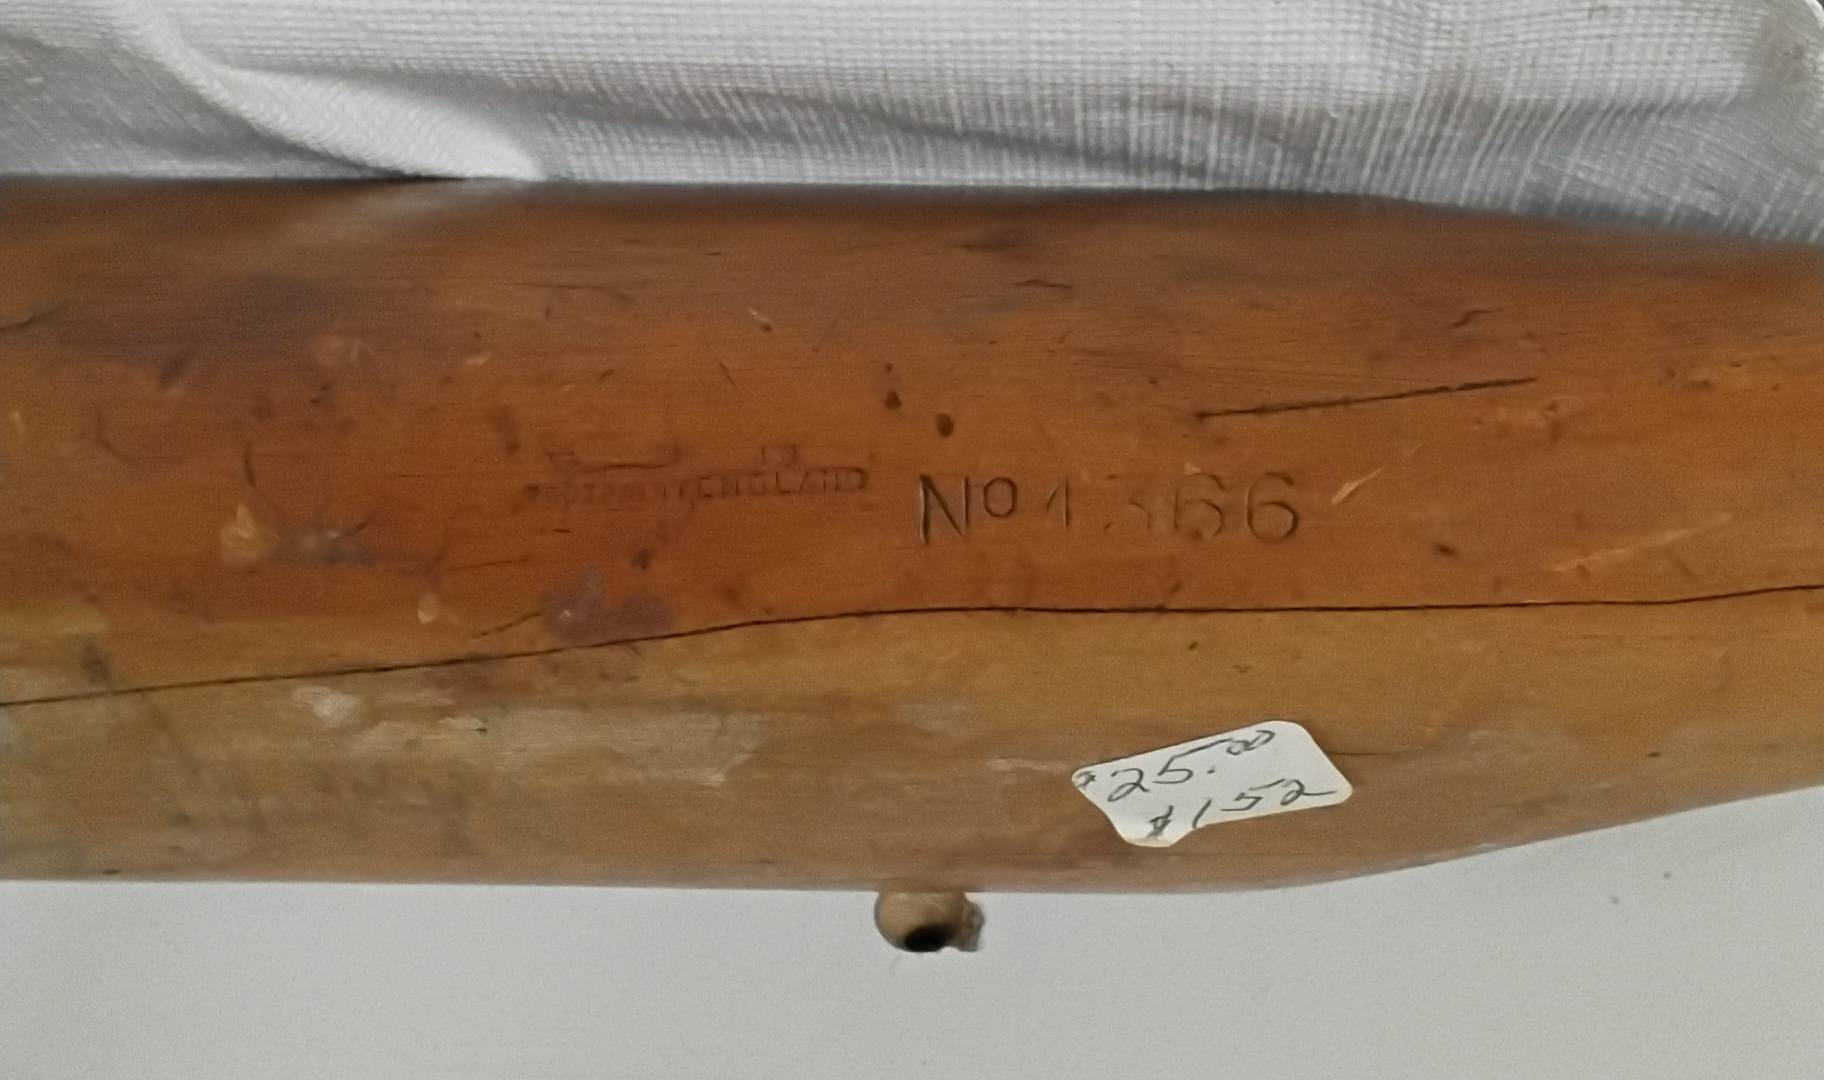 ENGLAND
No 1366
$25.00
$152